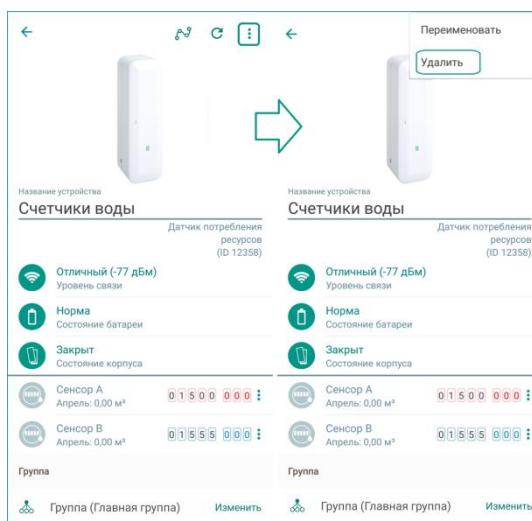 Название устройства
Счетчики воды
Датчик потребления
ресурсов
(ID 12358)
Отличный (-77 дБм)
Уровень связи
Норма
Состояние батареи
Закрыт
Состояние корпуса
Сенсор A
Апрель: 0,00 м³
01500 000
Сенсор B
Апрель: 0,00 м³
01555 000
Группа
Группа (Главная группа)
Изменить
Переименовать
Удалить
Название устройства
Счетчики воды
Датчик потребления
ресурсов
(ID 12358)
Отличный (-77 дБм)
Уровень связи
Норма
Состояние батареи
Закрыт
Состояние корпуса
Сенсор A
Апрель: 0,00 м³
01500 000
Сенсор B
Апрель: 0,00 м³
01555 000
Группа
Группа (Главная группа)
Изменить